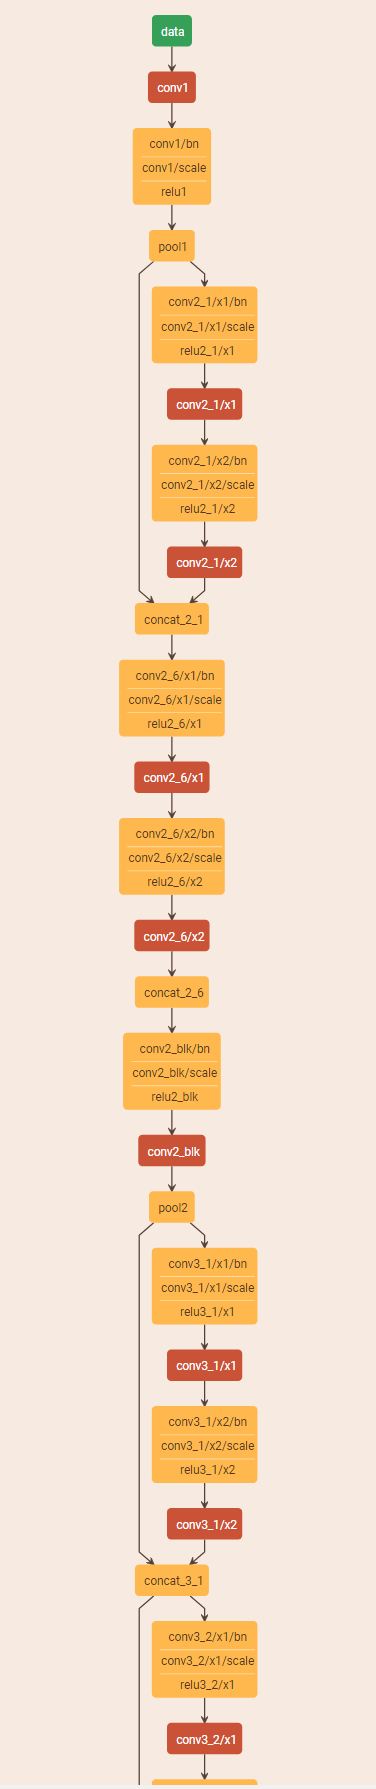 data
conv1
conv1/bn
conv1/scale
relu1
pool1
conv2_1/x1/bn
conv2_1/x1/scale
relu2_1/x1
conv2_1/x1
conv2_1/x2/bn
conv2_1/x2/scale
relu2_1/x2
conv2_1/x2
concat_2_1
conv2_6/x1/bn
conv2_6/x1/scale
relu2_6/x1
conv2_6/x1
conv2_6/x2/bn
conv2_6/x2/scale
relu2_6/x2
conv2_6/x2
concat_2_6
conv2_blk/bn
conv2_blk/scale
relu2_blk
conv2_blk
pool2
conv3_1/x1/bn
conv3_1/x1/scale
relu3_1/x1
conv3_1/x1
conv3_1/x2/bn
conv3_1/x2/scale
relu3_1/x2
conv3_1/x2
concat_3_1
conv3_2/x1/bn
conv3_2/x1/scale
relu3_2/x1
conv3_2/x1